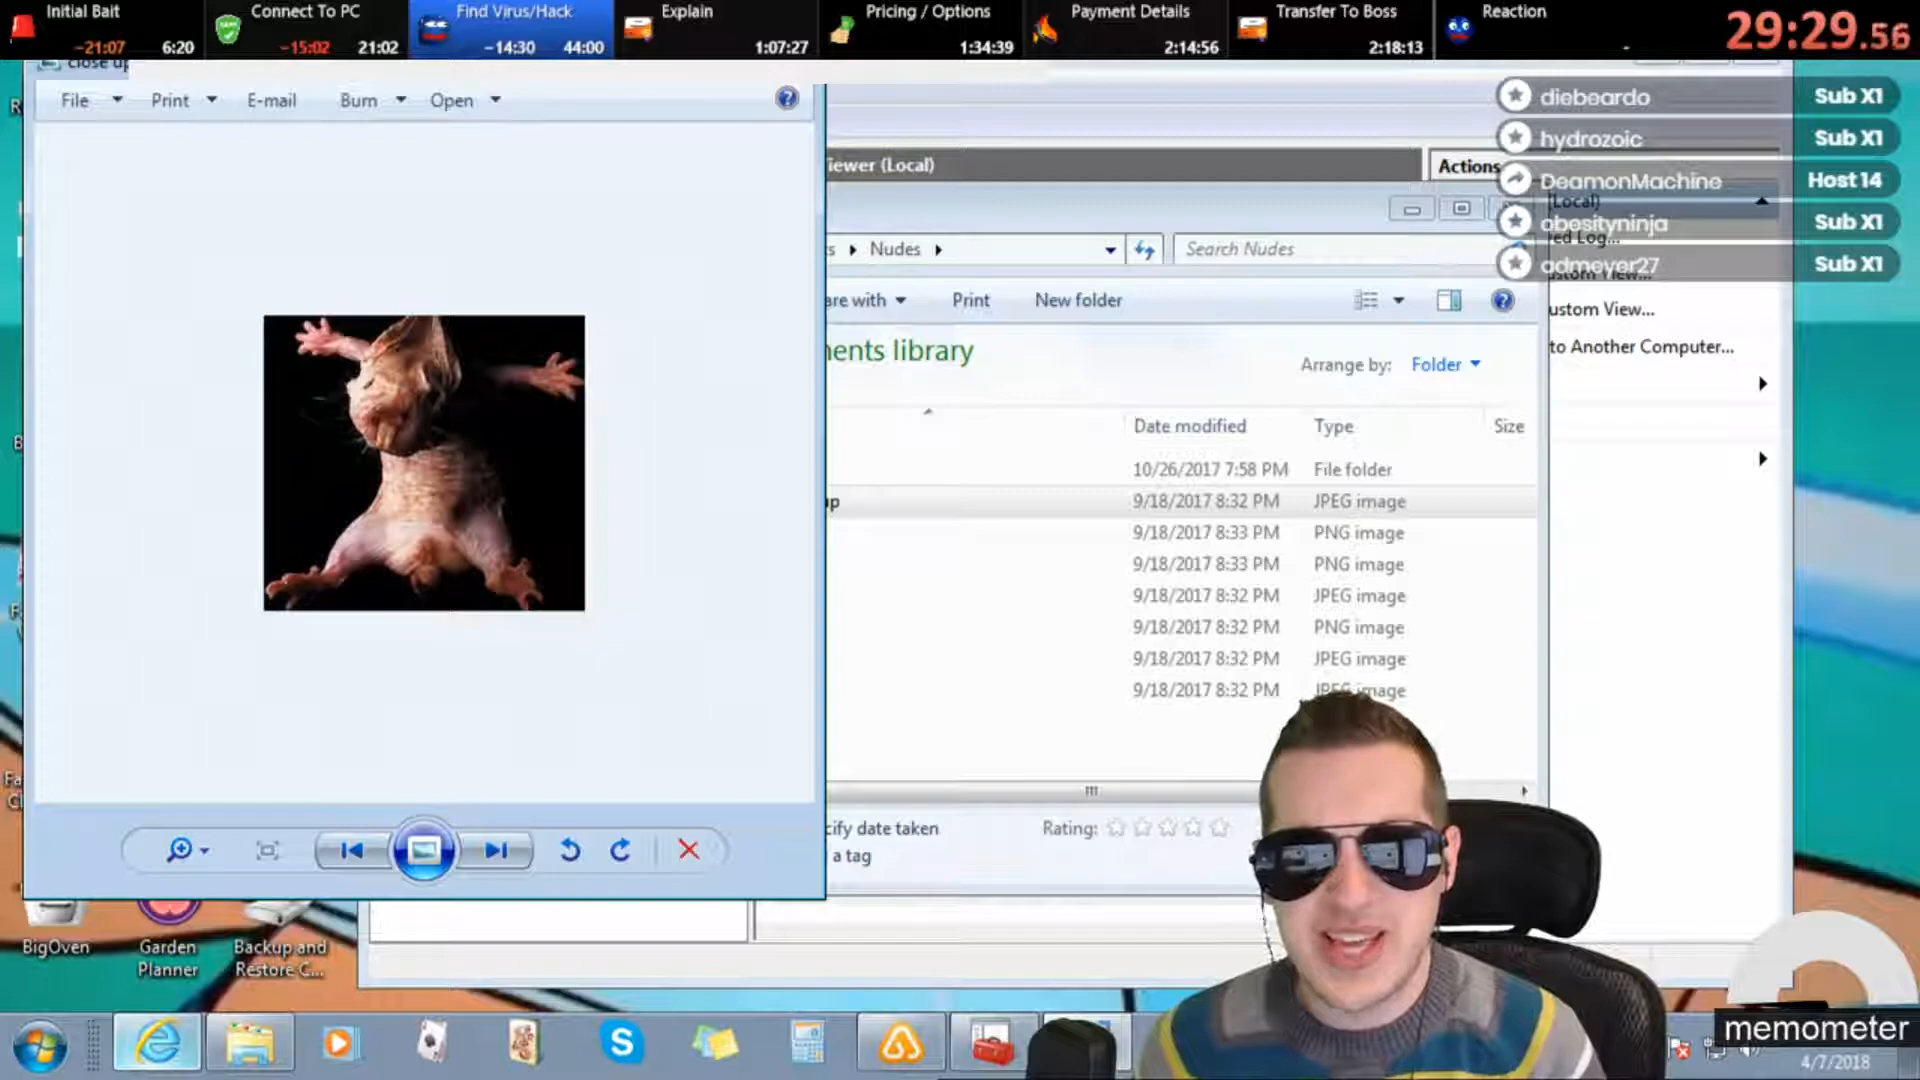 Initial Bait
-21:07 6:20
Connect To PC
-15:02 21:02
Find Virus/Hack
-14:30 44:00
Explain
1:07:27
Pricing / Options
1:34:39
Payment Details
2:14:56
Transfer To Boss
2:18:13
Reaction
-
29:29.56
close up
File Print E-mail Burn Open
diebeardo Sub X1
hydrozoic Sub X1
DeamonMachine Host 14
obesityninja Sub X1
admeyer27 Sub X1
iewer (Local)
Actions
(Local)
ed Log...
ustom View...
ustom View...
to Another Computer...
s Nudes
Search Nudes
are with Print New folder
ents library
Arrange by: Folder
Date modified Type Size
10/26/2017 7:58 PM File folder
up 9/18/2017 8:32 PM JPEG image
9/18/2017 8:33 PM PNG image
9/18/2017 8:33 PM PNG image
9/18/2017 8:32 PM JPEG image
9/18/2017 8:32 PM PNG image
9/18/2017 8:32 PM JPEG image
9/18/2017 8:32 PM JPEG image
cify date taken
Rating:
a tag
BigOven
Garden
Planner
Backup and
Restore C...
memometer
4/7/2018